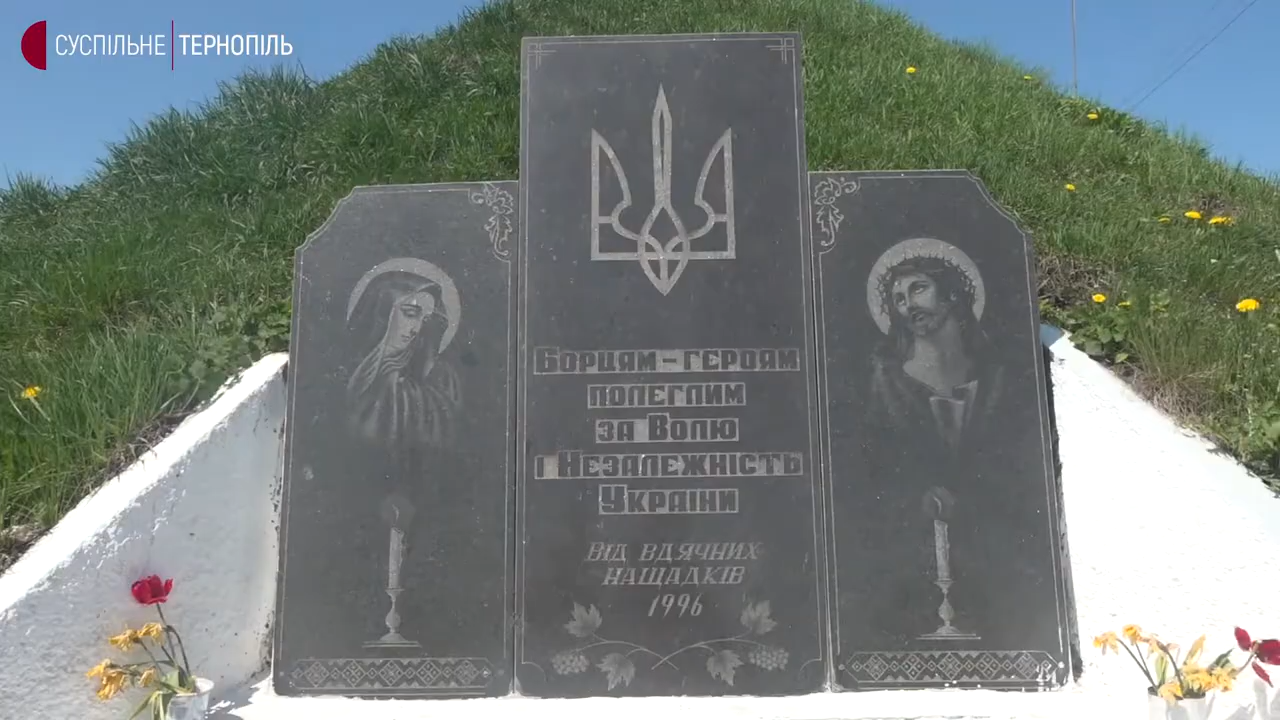 СУСПІЛЬНЕ ТЕРНОПІЛЬ
Борцям - героям
полеглим
за Волю
і Незалежність
України
Від вдячних
нащадків
1996